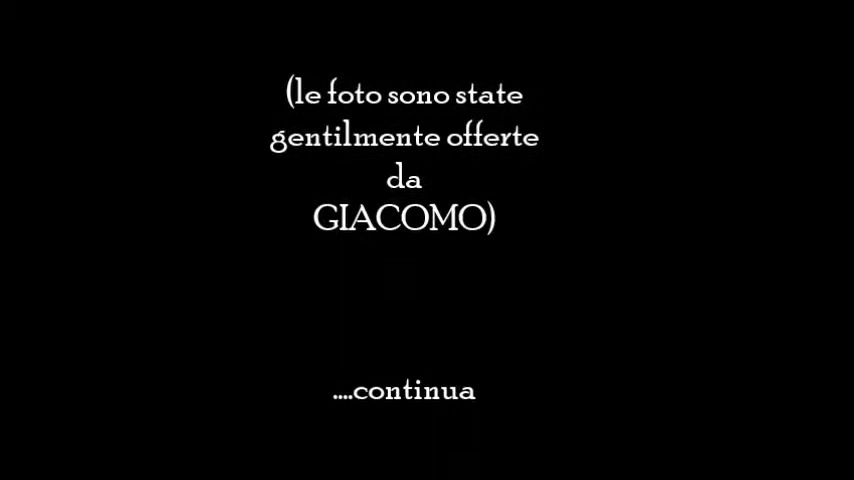 (le foto sono state
gentilmente offerte
da
GIACOMO)
....continua